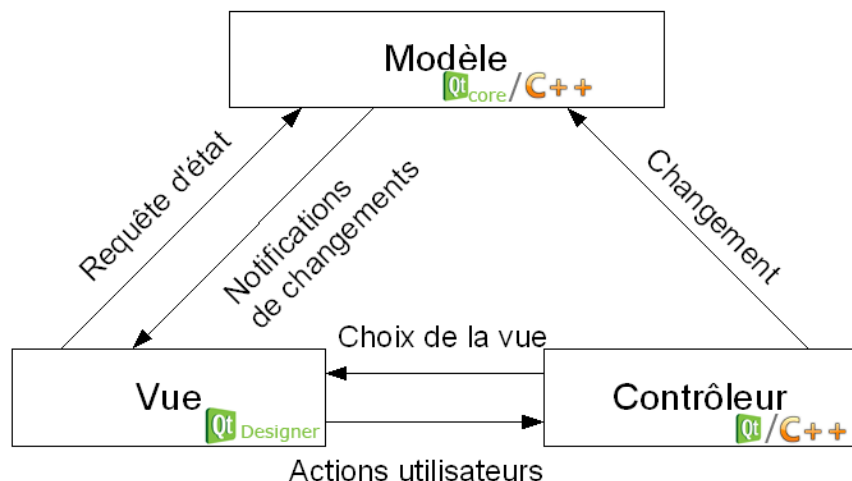 Modèle
Qt core / C++
Requête d'état
Notifications
de changements
Changement
Choix de la vue
Vue
Qt Designer
Contrôleur
Qt / C++
Actions utilisateurs